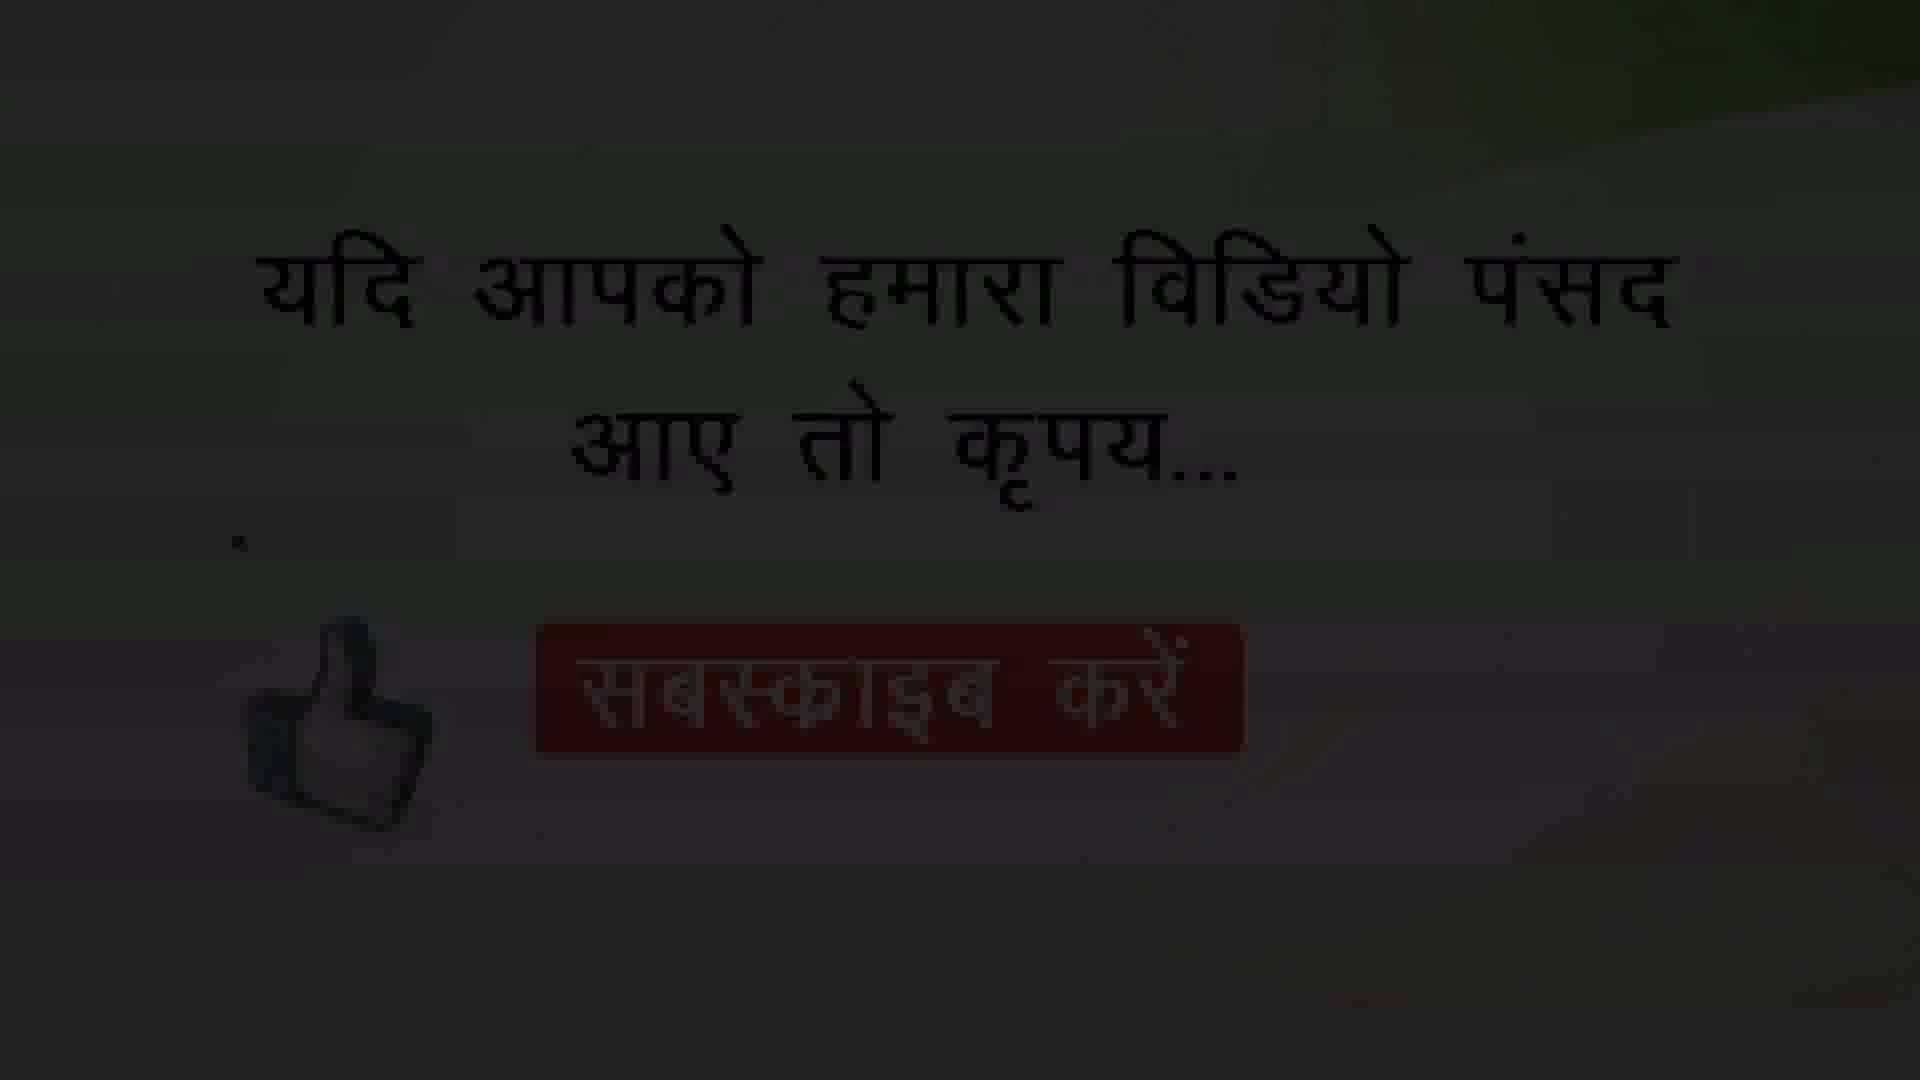 यदि आपको हमारा विडियो पंसद
आए तो कृपय...
सबस्काइब करें